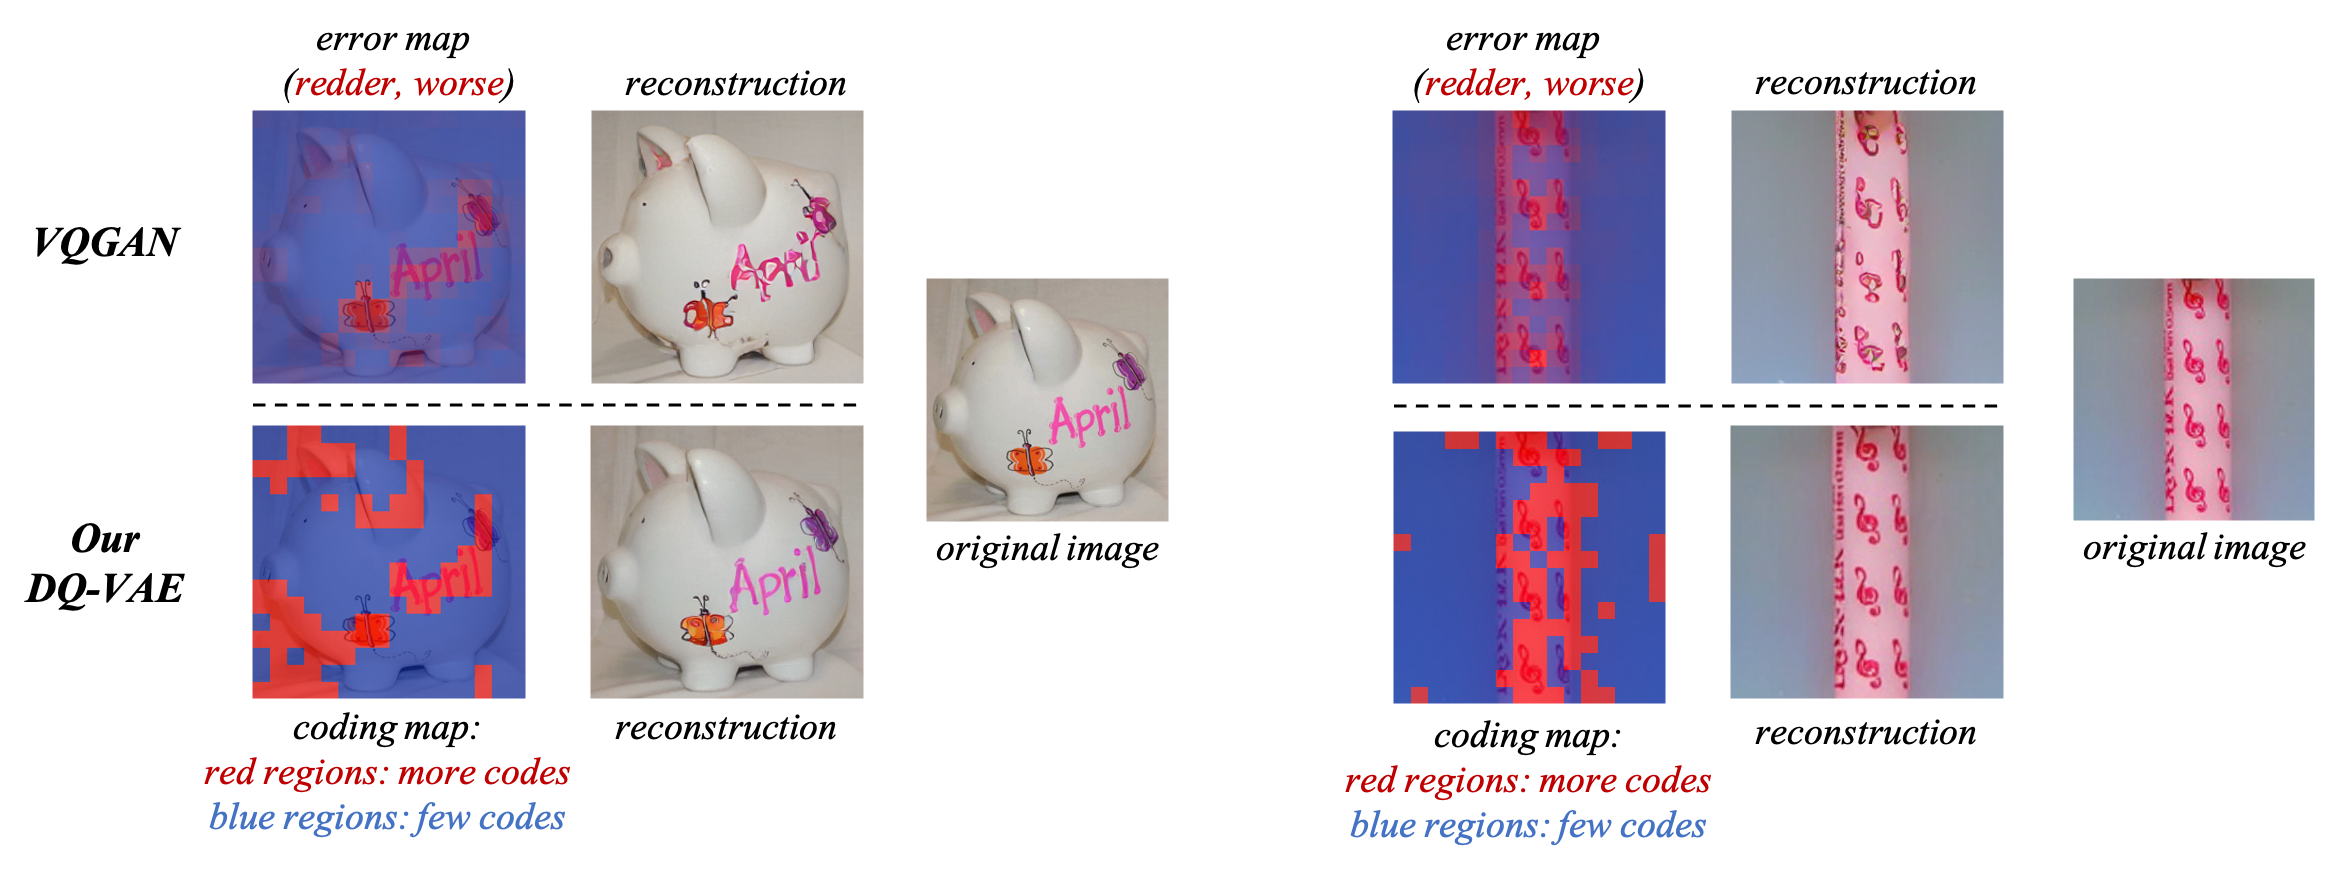 error map
(redder, worse)
reconstruction
VQGAN
April
April
April
original image
Our
DQ-VAE
April
April
coding map:
red regions: more codes
blue regions: few codes
reconstruction
error map
(redder, worse)
reconstruction
original image
coding map:
red regions: more codes
blue regions: few codes
reconstruction